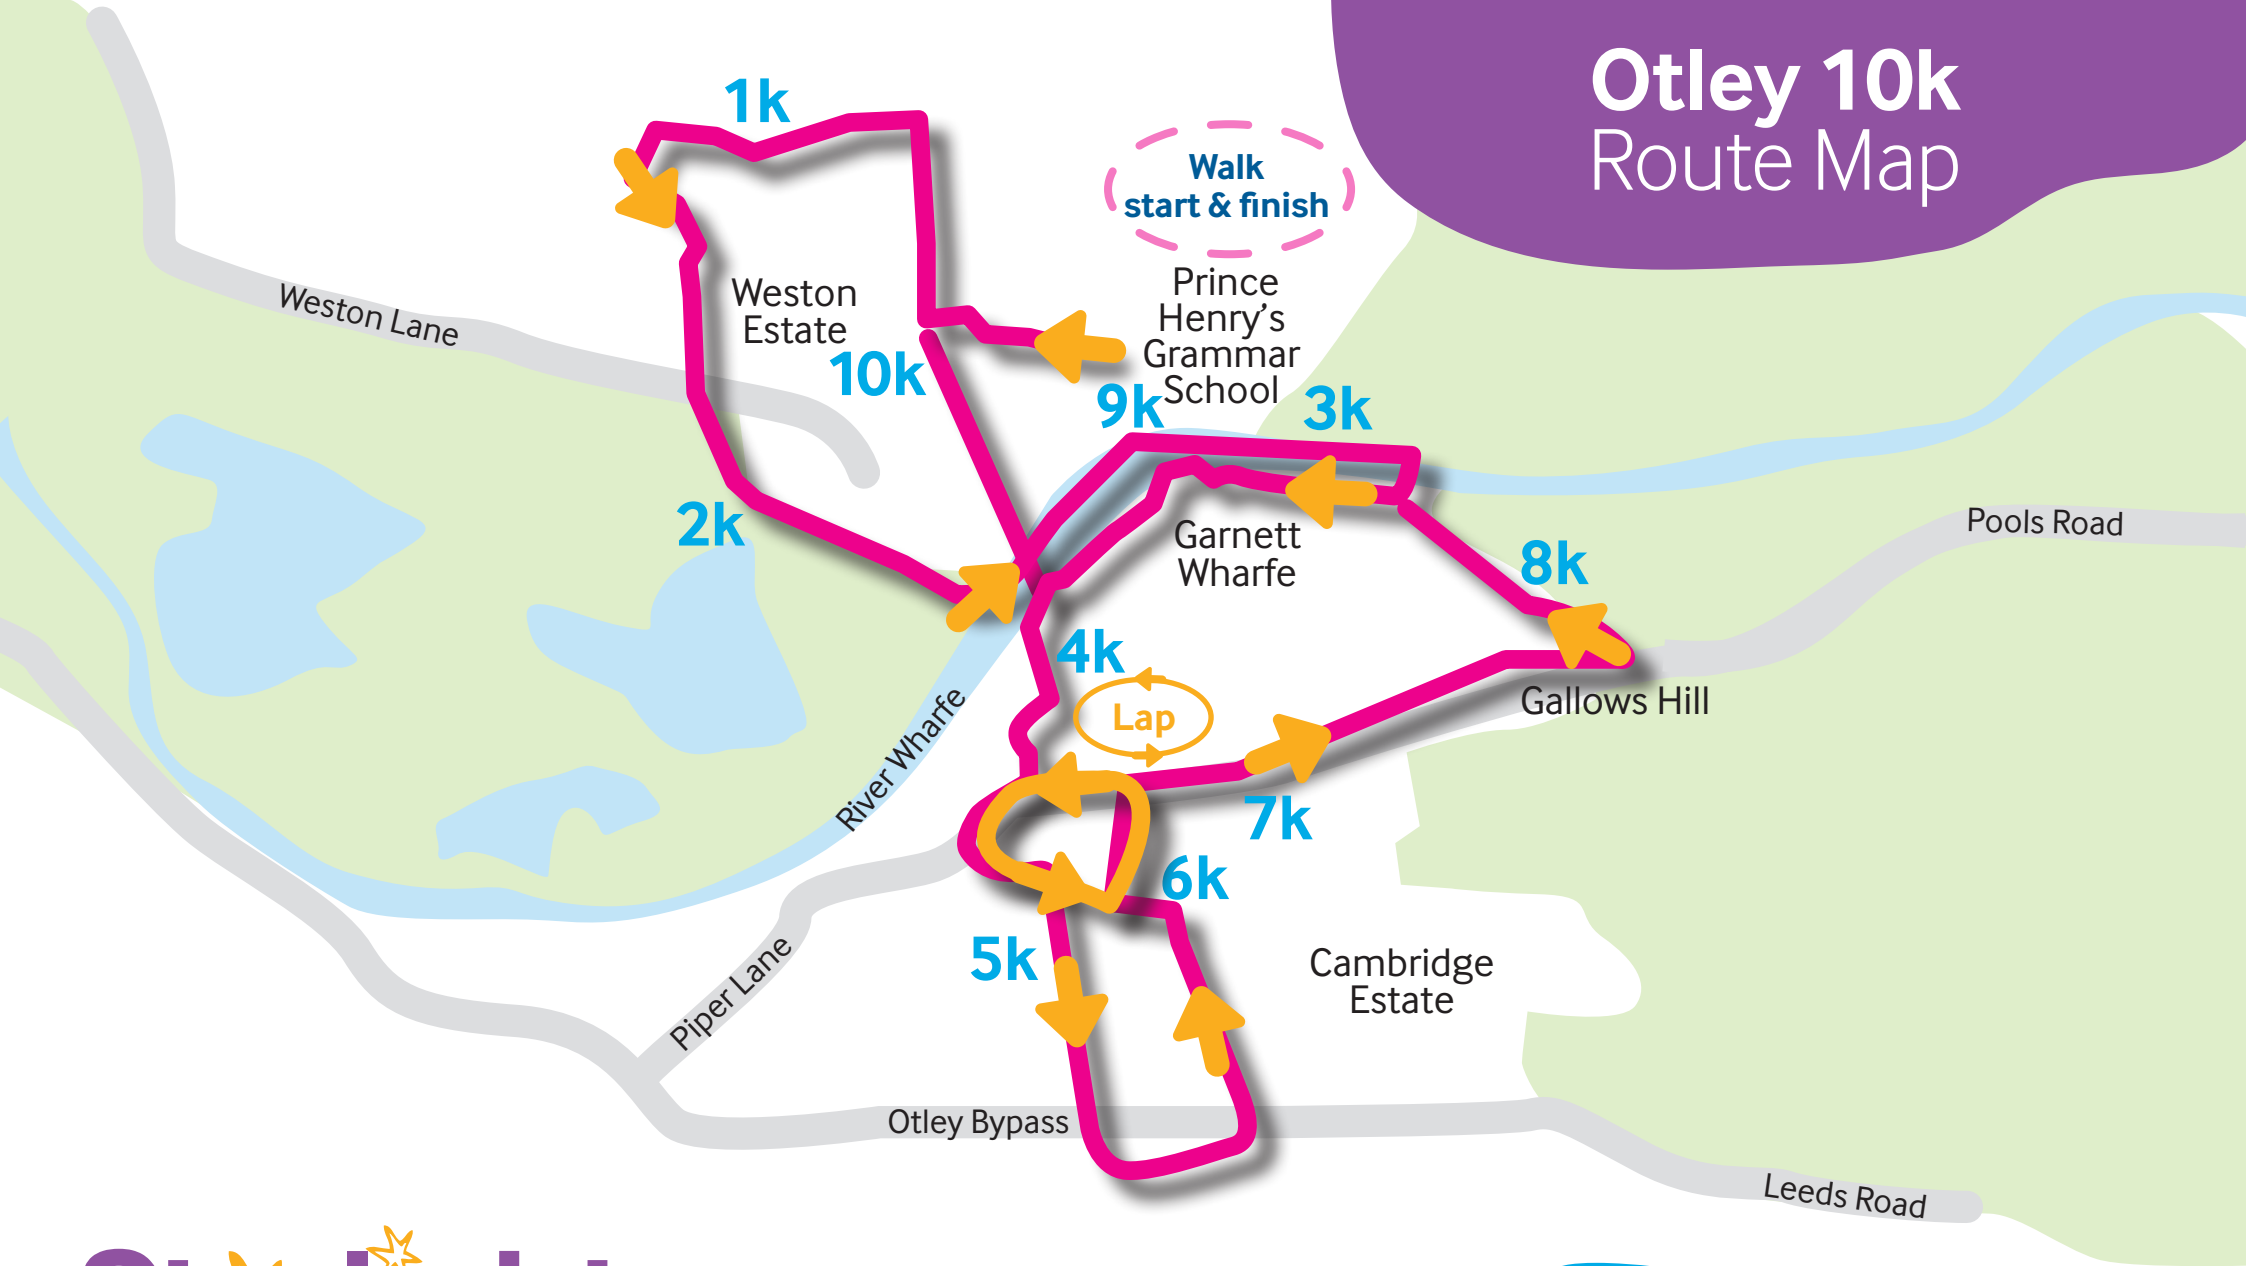 Otley 10k
Route Map
1k
Walk
start & finish
Prince
Henry's
Grammar
School
Weston
Estate
Weston Lane
10k
9k
3k
2k
Garnett
Wharfe
Pools Road
8k
4k
Lap
Gallows Hill
River Wharfe
7k
6k
5k
Cambridge
Estate
Piper Lane
Otley Bypass
Leeds Road